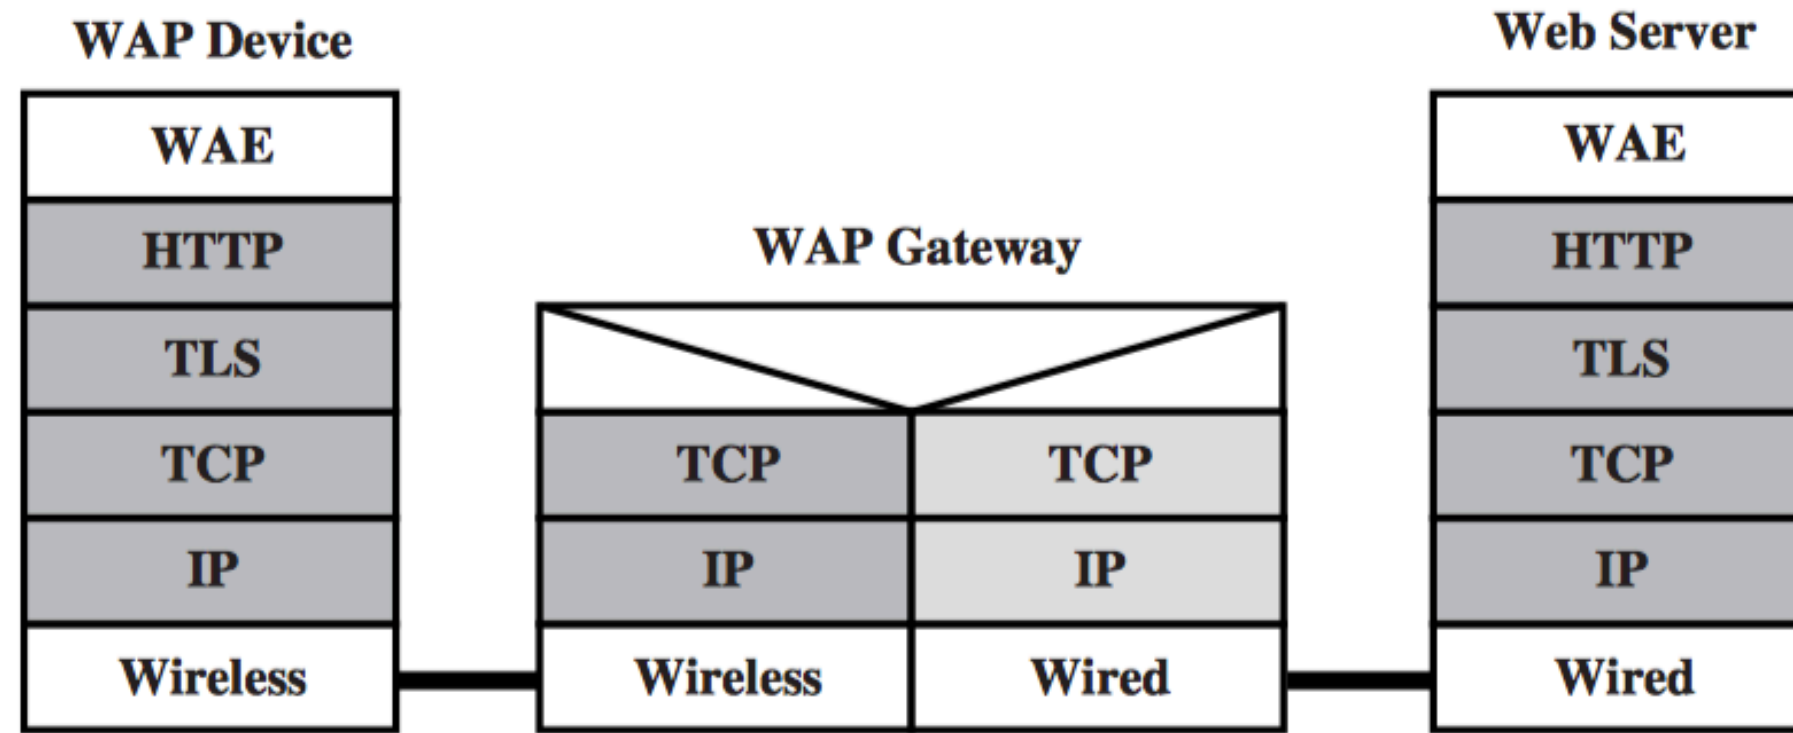 WAP Device
WAE
HTTP
TLS
TCP
IP
Wireless
WAP Gateway
TCP TCP
IP IP
Wireless Wired
Web Server
WAE
HTTP
TLS
TCP
IP
Wired